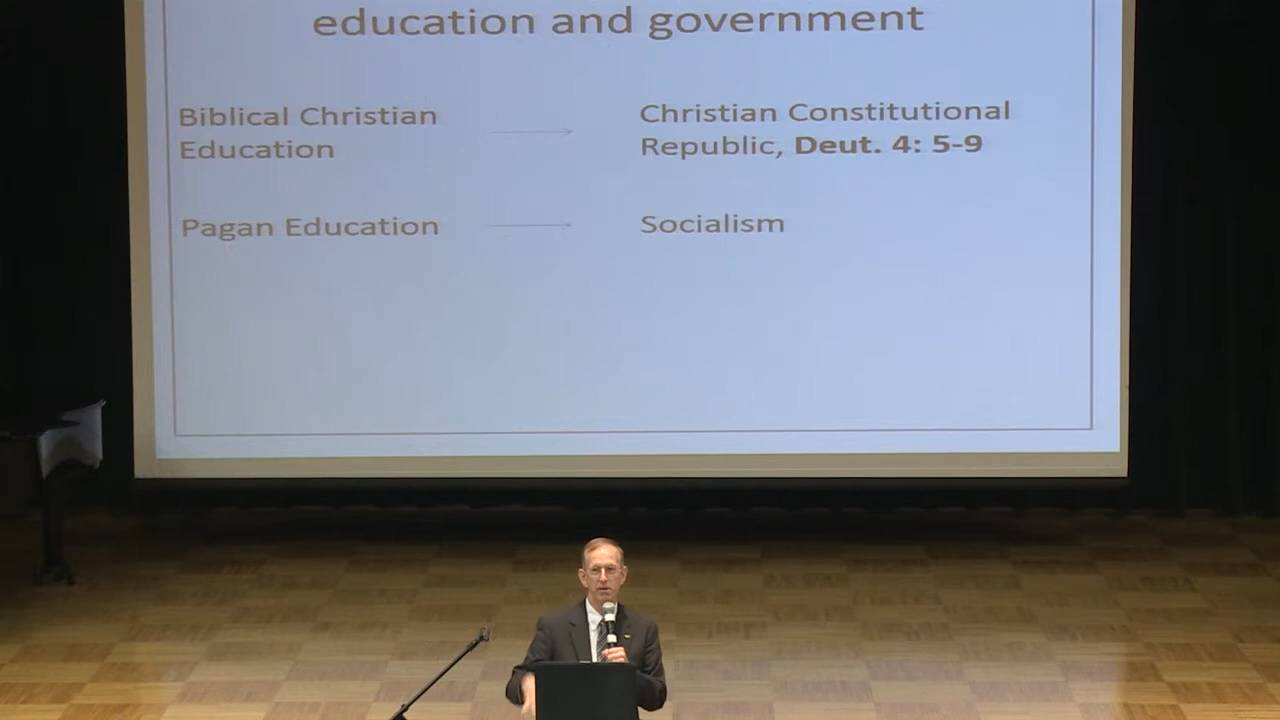 education and government
Biblical Christian
Education
Christian Constitutional
Republic, Deut. 4: 5-9
Pagan Education
Socialism